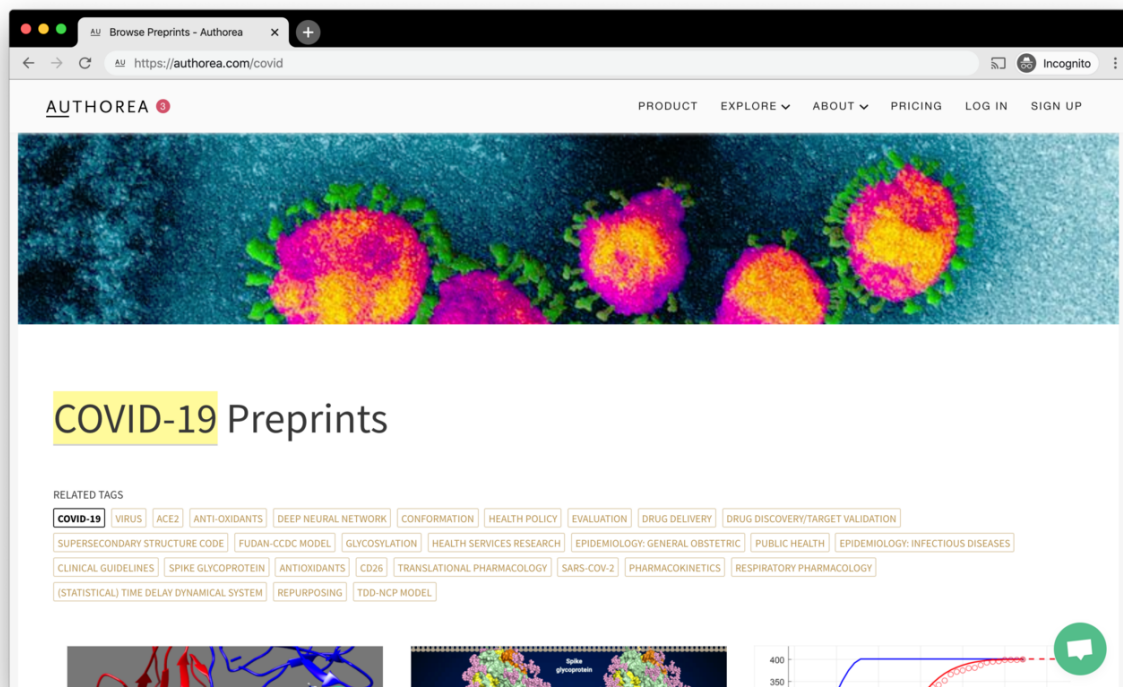 AU Browse Preprints - Authorea
AU https://authorea.com/covid Incognito
AUTHOREA 3 PRODUCT EXPLORE ABOUT PRICING LOG IN SIGN UP
COVID-19 Preprints
RELATED TAGS
COVID-19 VIRUS ACE2 ANTI-OXIDANTS DEEP NEURAL NETWORK CONFORMATION HEALTH POLICY EVALUATION DRUG DELIVERY DRUG DISCOVERY/TARGET VALIDATION
SUPERSECONDARY STRUCTURE CODE FUDAN-CCDC MODEL GLYCOSYLATION HEALTH SERVICES RESEARCH EPIDEMIOLOGY: GENERAL OBSTETRIC PUBLIC HEALTH EPIDEMIOLOGY: INFECTIOUS DISEASES
CLINICAL GUIDELINES SPIKE GLYCOPROTEIN ANTIOXIDANTS CD26 TRANSLATIONAL PHARMACOLOGY SARS-COV-2 PHARMACOKINETICS RESPIRATORY PHARMACOLOGY
(STATISTICAL) TIME DELAY DYNAMICAL SYSTEM REPURPOSING TDD-NCP MODEL
Spike
glycoprotein
400
350